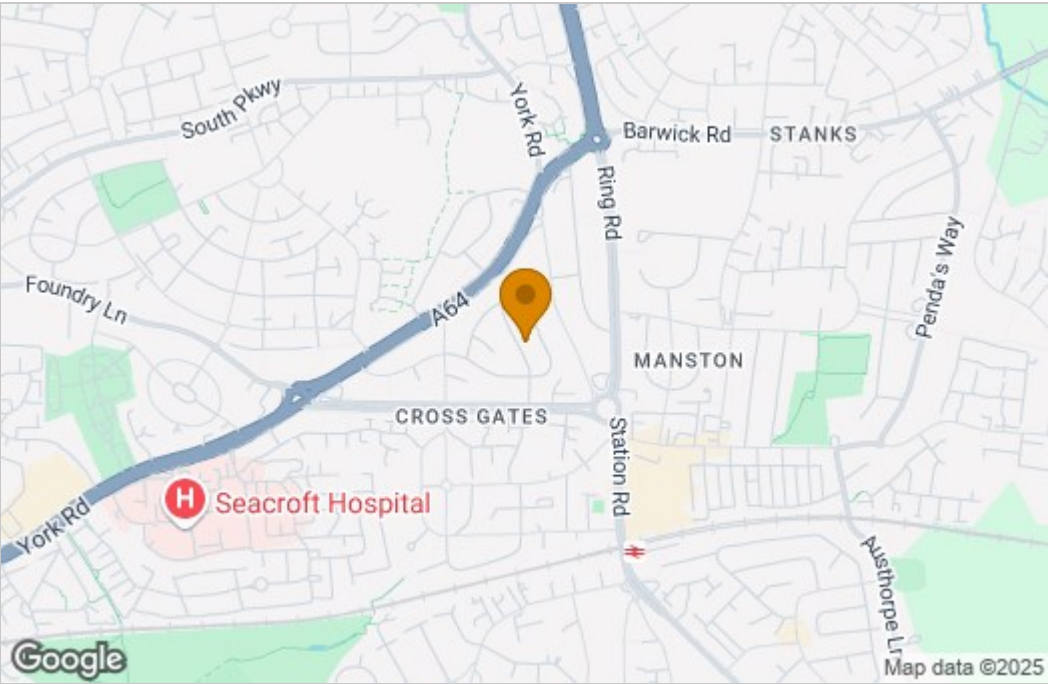 South Pkwy
York Rd
Barwick Rd
STANKS
Ring Rd
Penda's Way
Foundry Ln
A64
MANSTON
CROSS GATES
Station Rd
H
Seacroft Hospital
York Rd
Austhorpe Ln
Google
Map data ©2025